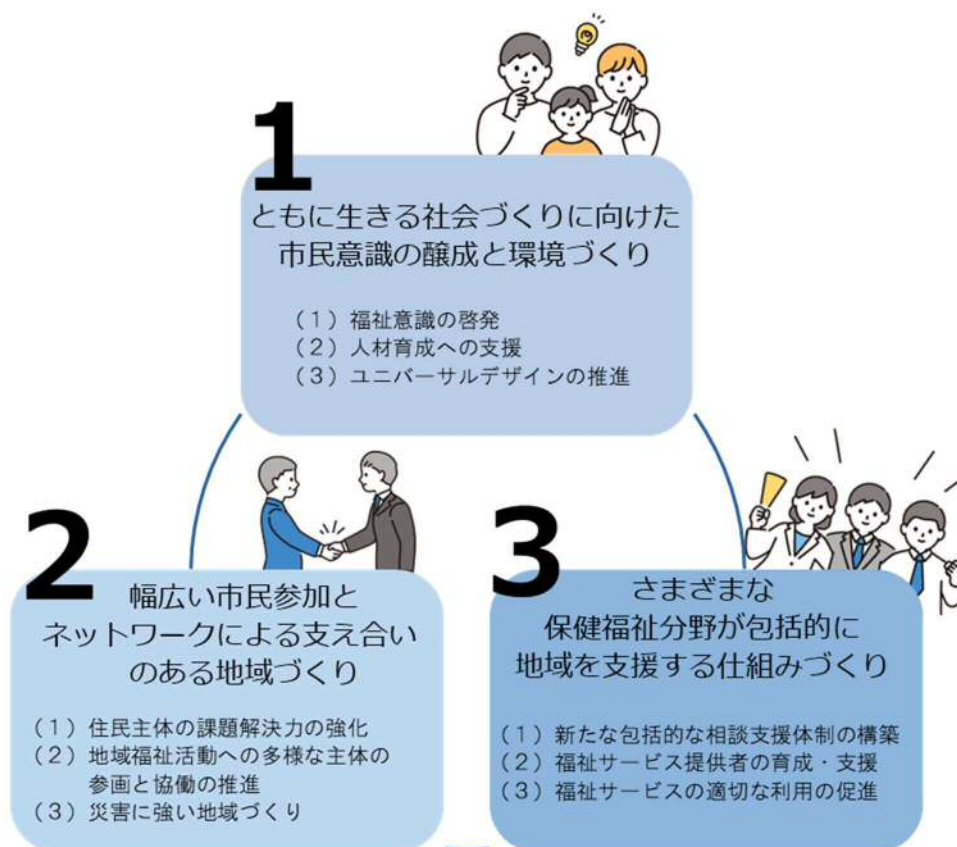 1
ともに生きる社会づくりに向けた
市民意識の醸成と環境づくり
（１）福祉意識の啓発
（２）人材育成への支援
（３）ユニバーサルデザインの推進
2
幅広い市民参加と
ネットワークによる支え合い
のある地域づくり
（１）住民主体の課題解決力の強化
（２）地域福祉活動への多様な主体の
参画と協働の推進
（３）災害に強い地域づくり
3
さまざまな
保健福祉分野が包括的に
地域を支援する仕組みづくり
（１）新たな包括的な相談支援体制の構築
（２）福祉サービス提供者の育成・支援
（３）福祉サービスの適切な利用の促進